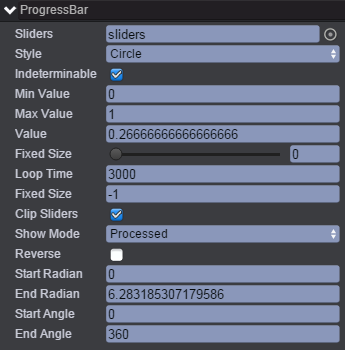 ProgressBar
Sliders sliders
Style Circle
Indeterminable
Min Value 0
Max Value 1
Value 0.26666666666666666
Fixed Size 0
Loop Time 3000
Fixed Size -1
Clip Sliders
Show Mode Processed
Reverse
Start Radian 0
End Radian 6.283185307179586
Start Angle 0
End Angle 360